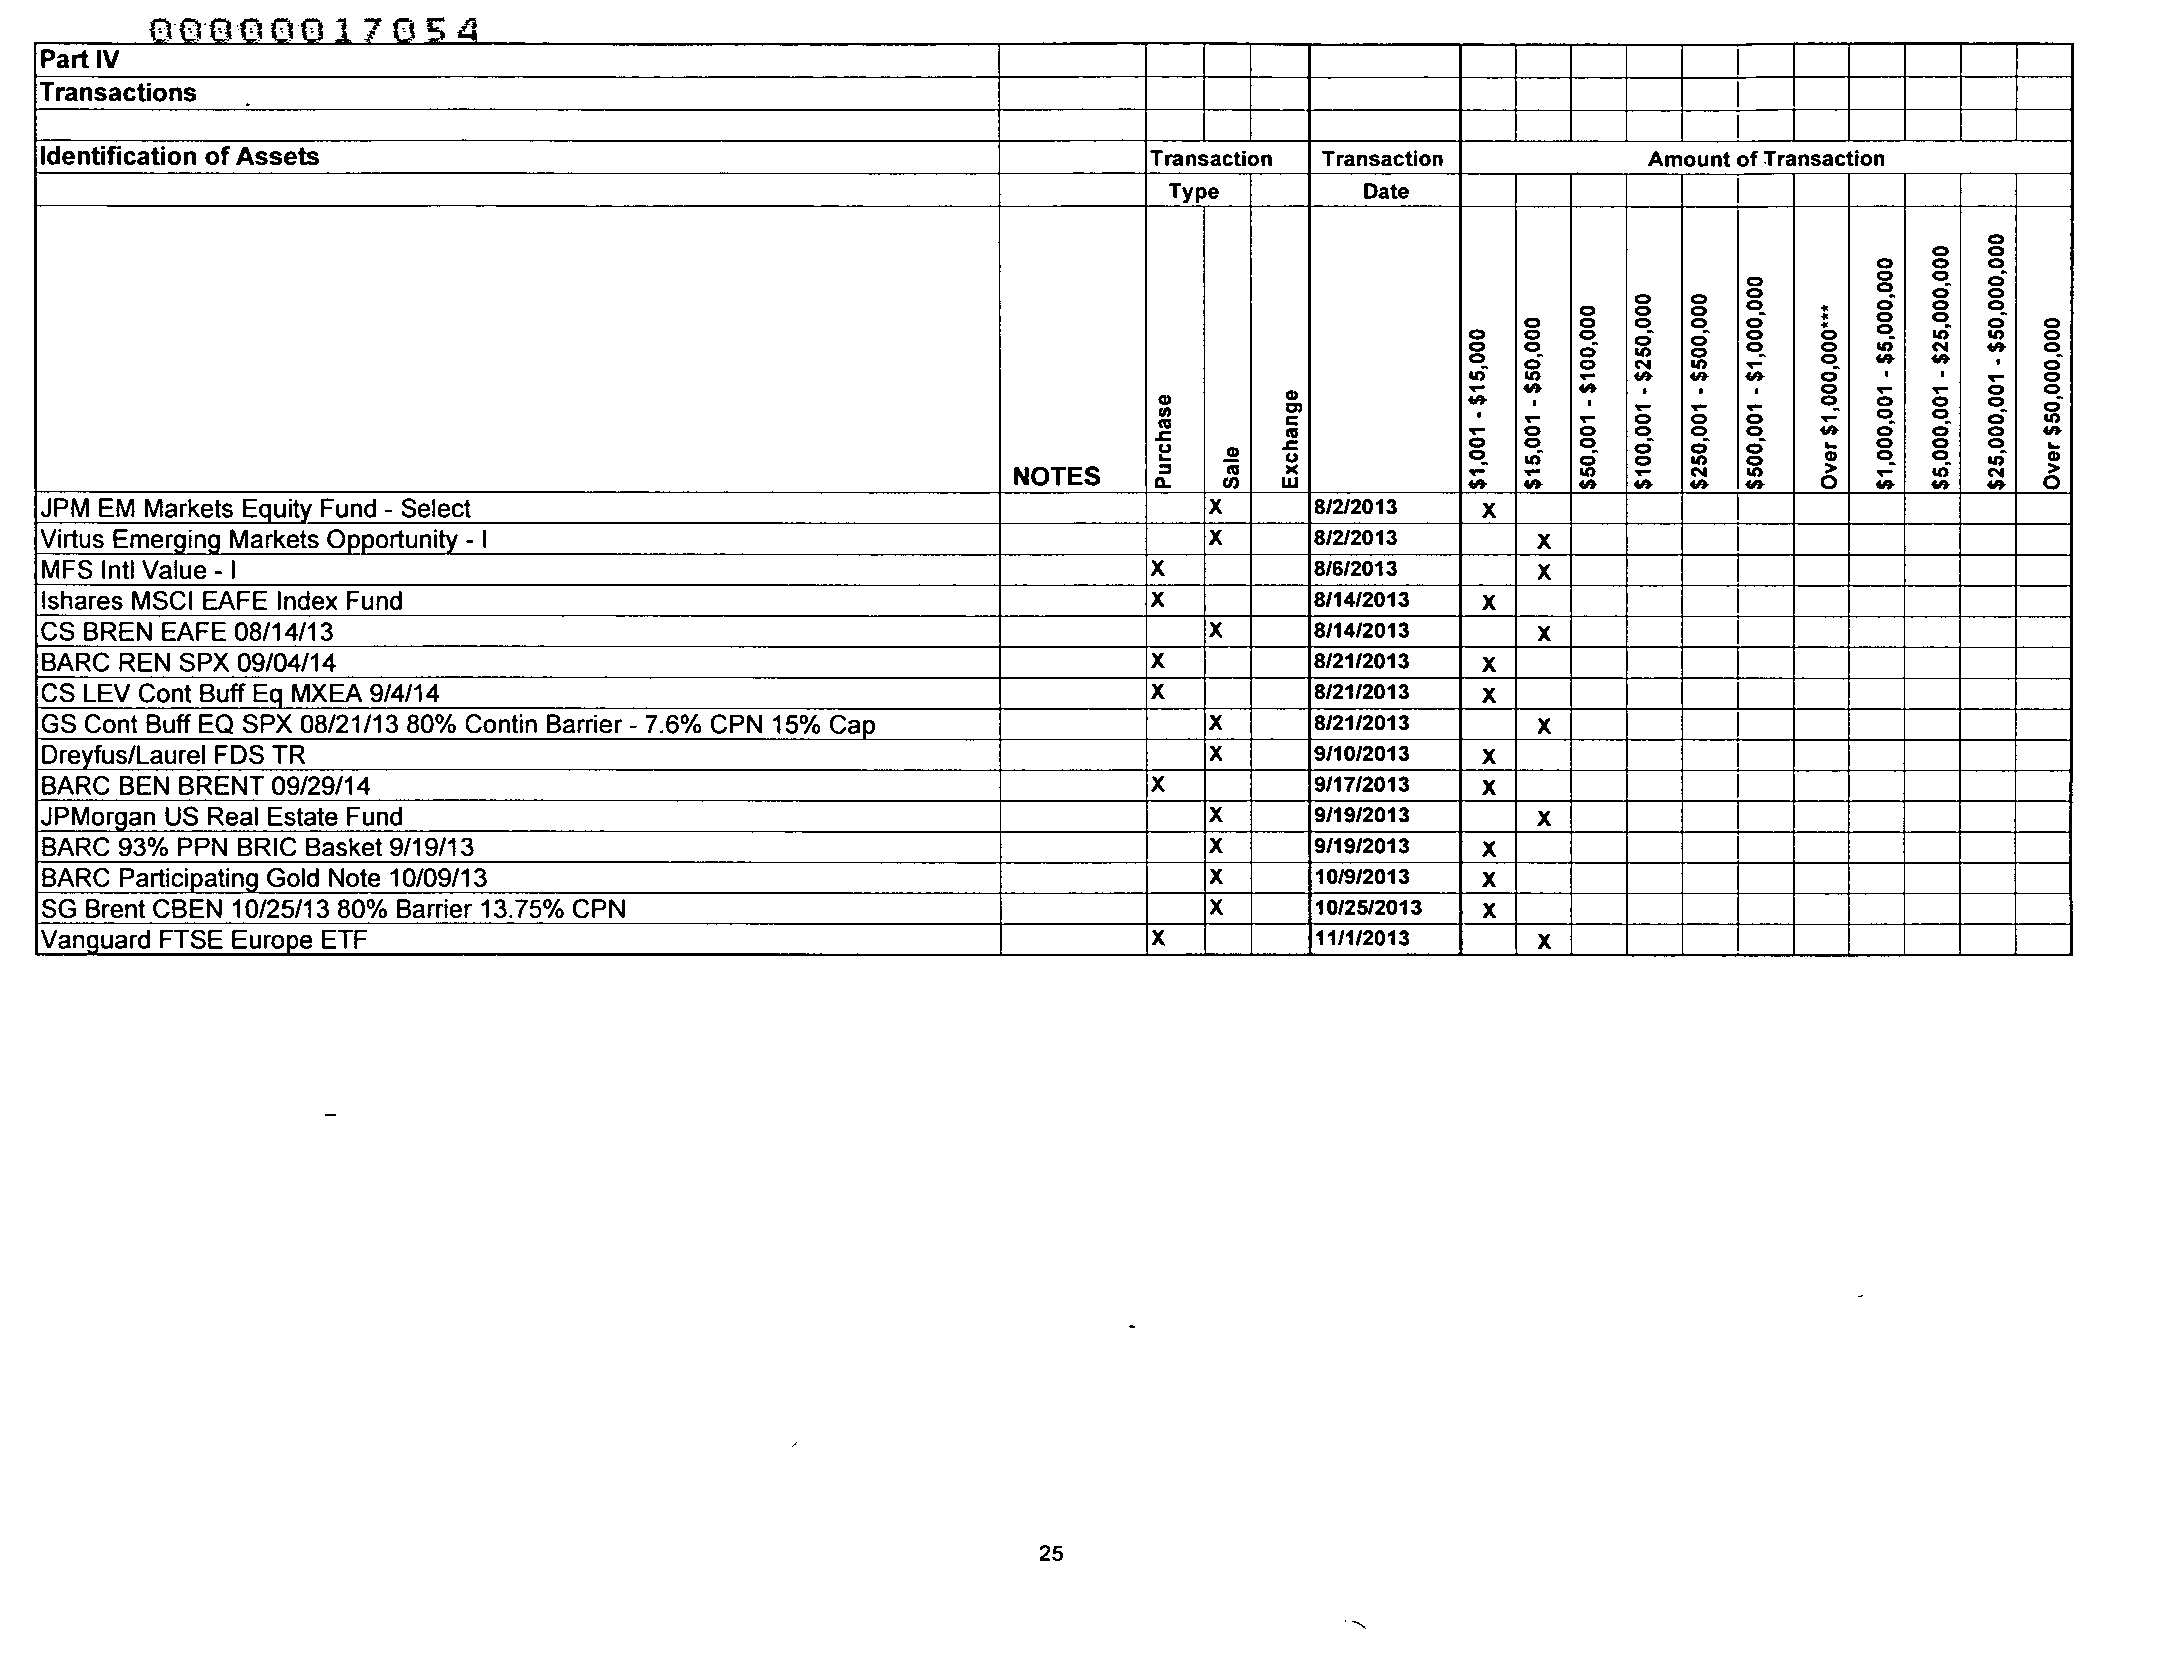 00000017054
Part IV
Transactions
Identification of Assets Transaction Transaction Amount of Transaction
Type Date
NOTES Purchase Sale Exchange $1,001 - $15,000 $15,001 - $50,000 $50,001 - $100,000 $100,001 - $250,000 $250,001 - $500,000 $500,001 - $1,000,000 Over $1,000,000*** $1,000,001 - $5,000,000 $5,000,001 - $25,000,000 $25,000,001 - $50,000,000 Over $50,000,000
JPM EM Markets Equity Fund - Select X 8/2/2013 X
Virtus Emerging Markets Opportunity - I X 8/2/2013 X
MFS Intl Value - I X 8/6/2013 X
Ishares MSCI EAFE Index Fund X 8/14/2013 X
CS BREN EAFE 08/14/13 X 8/14/2013 X
BARC REN SPX 09/04/14 X 8/21/2013 X
CS LEV Cont Buff Eq MXEA 9/4/14 X 8/21/2013 X
GS Cont Buff EQ SPX 08/21/13 80% Contin Barrier - 7.6% CPN 15% Cap X 8/21/2013 X
Dreyfus/Laurel FDS TR X 9/10/2013 X
BARC BEN BRENT 09/29/14 X 9/17/2013 X
JPMorgan US Real Estate Fund X 9/19/2013 X
BARC 93% PPN BRIC Basket 9/19/13 X 9/19/2013 X
BARC Participating Gold Note 10/09/13 X 10/9/2013 X
SG Brent CBEN 10/25/13 80% Barrier 13.75% CPN X 10/25/2013 X
Vanguard FTSE Europe ETF X 11/1/2013 X
25